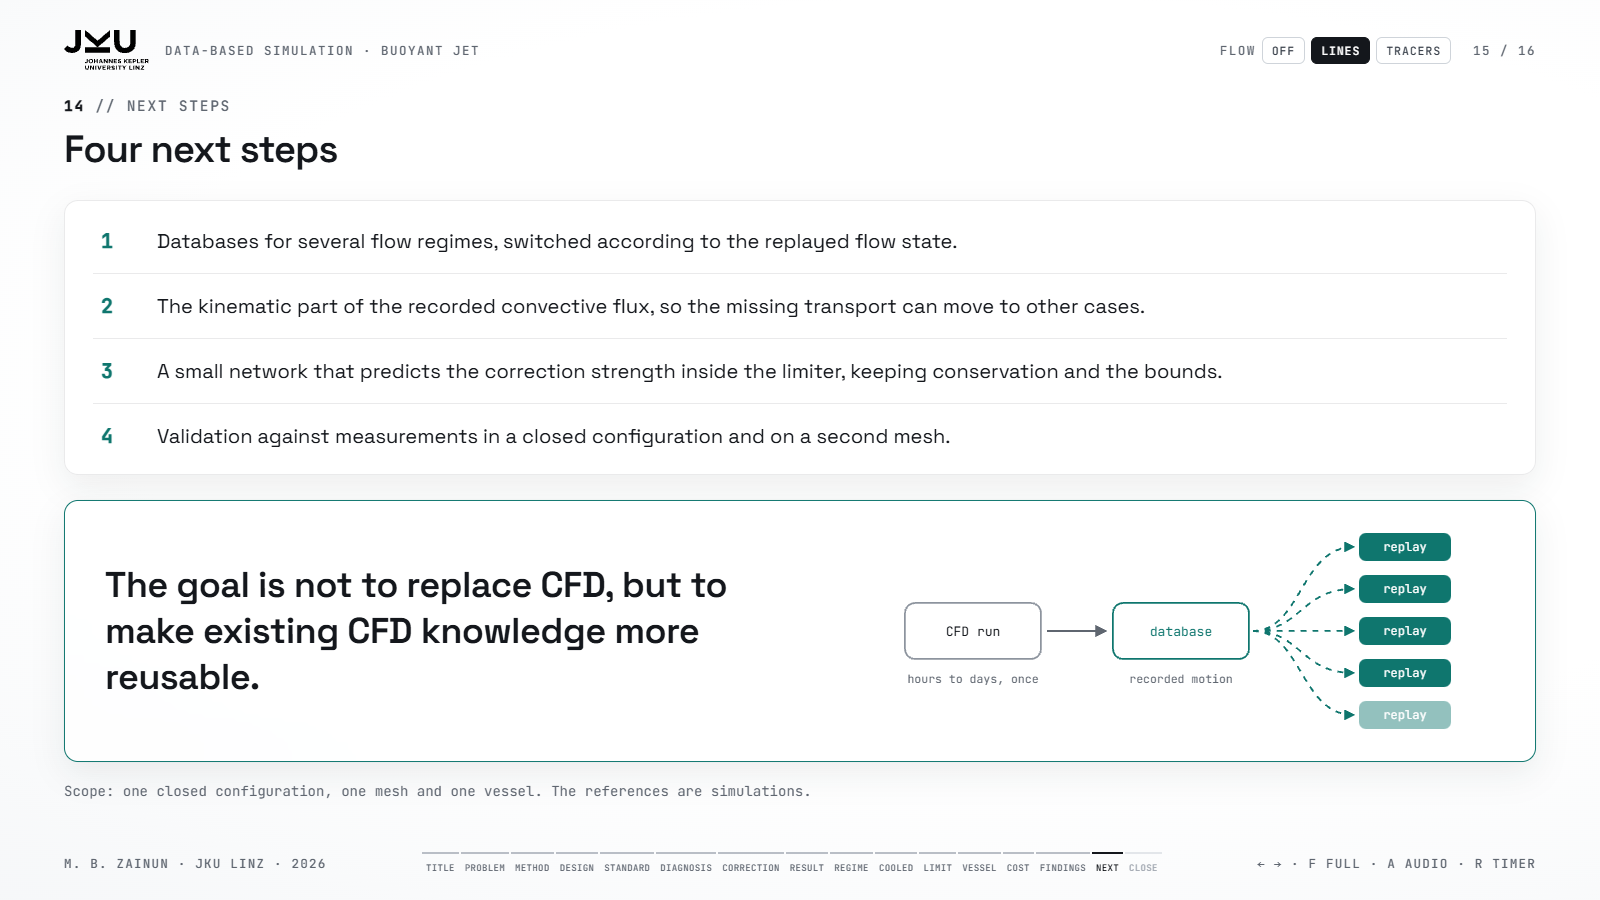 JKU
JOHANNES KEPLER
UNIVERSITY LINZ
DATA-BASED SIMULATION · BUOYANT JET
FLOW OFF LINES TRACERS 15 / 16
14 // NEXT STEPS
Four next steps
1 Databases for several flow regimes, switched according to the replayed flow state.
2 The kinematic part of the recorded convective flux, so the missing transport can move to other cases.
3 A small network that predicts the correction strength inside the limiter, keeping conservation and the bounds.
4 Validation against measurements in a closed configuration and on a second mesh.
The goal is not to replace CFD, but to
make existing CFD knowledge more
reusable.
CFD run
hours to days, once
database
recorded motion
replay
replay
replay
replay
replay
Scope: one closed configuration, one mesh and one vessel. The references are simulations.
M. B. ZAINUN · JKU LINZ · 2026
TITLE PROBLEM METHOD DESIGN STANDARD DIAGNOSIS CORRECTION RESULT REGIME COOLED LIMIT VESSEL COST FINDINGS NEXT CLOSE
← → · F FULL · A AUDIO · R TIMER